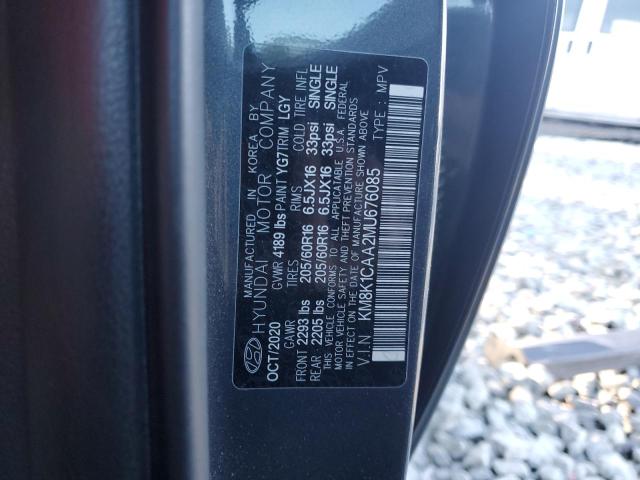 MANUFACTURED IN KOREA BY
HYUNDAI MOTOR COMPANY
OCT/2020 GVWR 4189 lbs PAINT YG7 TRIM LGY
GAWR TIRES RIMS COLD TIRE INFL
FRONT 2293 lbs 205/60R16 6.5JX16 33psi SINGLE
REAR 2205 lbs 205/60R16 6.5JX16 33psi SINGLE
THIS VEHICLE CONFORMS TO ALL APPLICABLE U.S.A FEDERAL
MOTOR VEHICLE SAFETY AND THEFT PREVENTION STANDARDS
IN EFFECT ON THE DATE OF MANUFACTURE SHOWN ABOVE
V.I.N KM8K1CAA2MU676085 TYPE : MPV